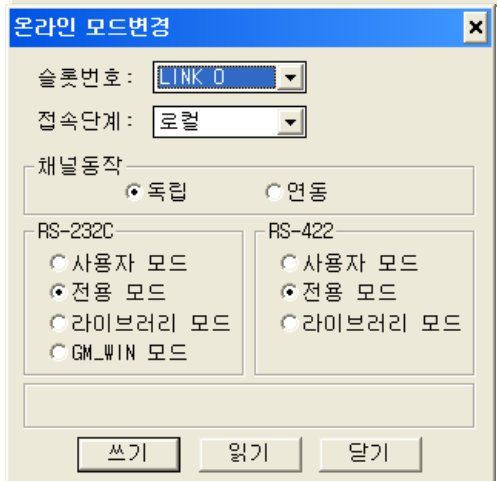 온라인 모드변경
슬롯번호: LINK 0
접속단계: 로컬
채널동작
독립 연동
RS-232C RS-422
사용자 모드 사용자 모드
전용 모드 전용 모드
라이브러리 모드 라이브러리 모드
GM_WIN 모드
쓰기 읽기 닫기